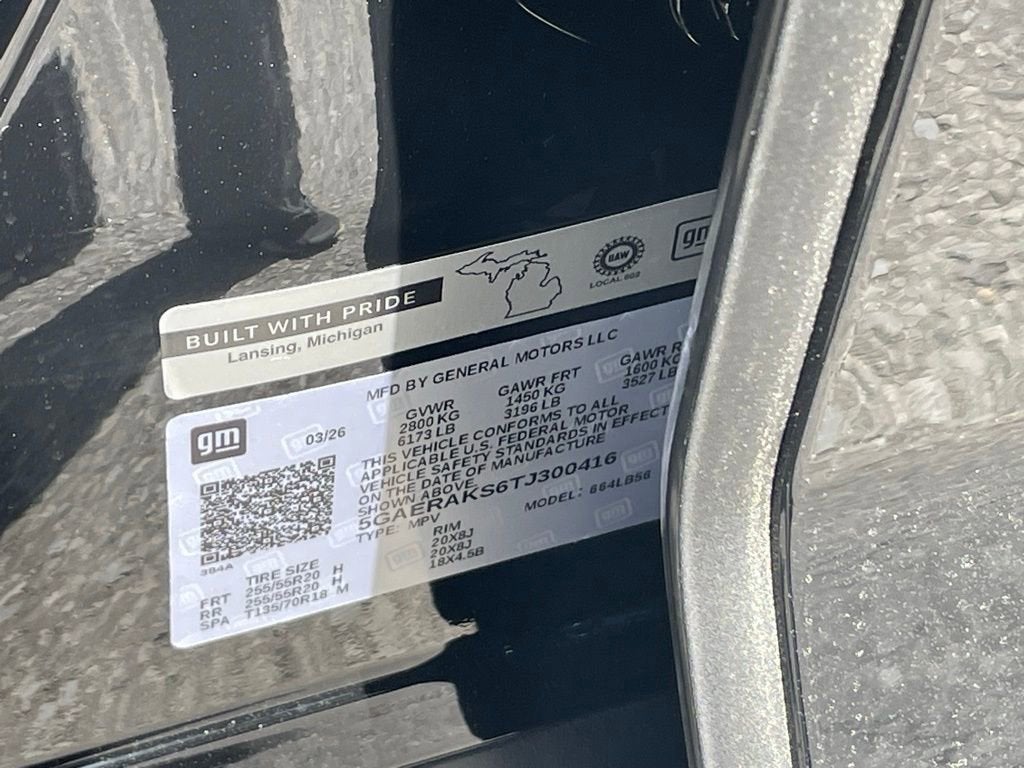 BUILT WITH PRIDE
Lansing, Michigan
UAW
LOCAL 602
gm
MFD BY GENERAL MOTORS LLC
gm
03/26
GVWR
2800 KG
6173 LB
GAWR FRT
1450 KG
3196 LB
GAWR R
1600 KG
3527 LB
THIS VEHICLE CONFORMS TO ALL
APPLICABLE U.S. FEDERAL MOTOR
VEHICLE SAFETY STANDARDS IN EFFECT
ON THE DATE OF MANUFACTURE
SHOWN ABOVE.
5GAERAKS6TJ300416
TYPE: MPV
MODEL: 664LB56
384A
TIRE SIZE
RIM
FRT 255/55R20 H 20X8J
RR 255/55R20 H 20X8J
SPA T135/70R18 M 18X4.5B